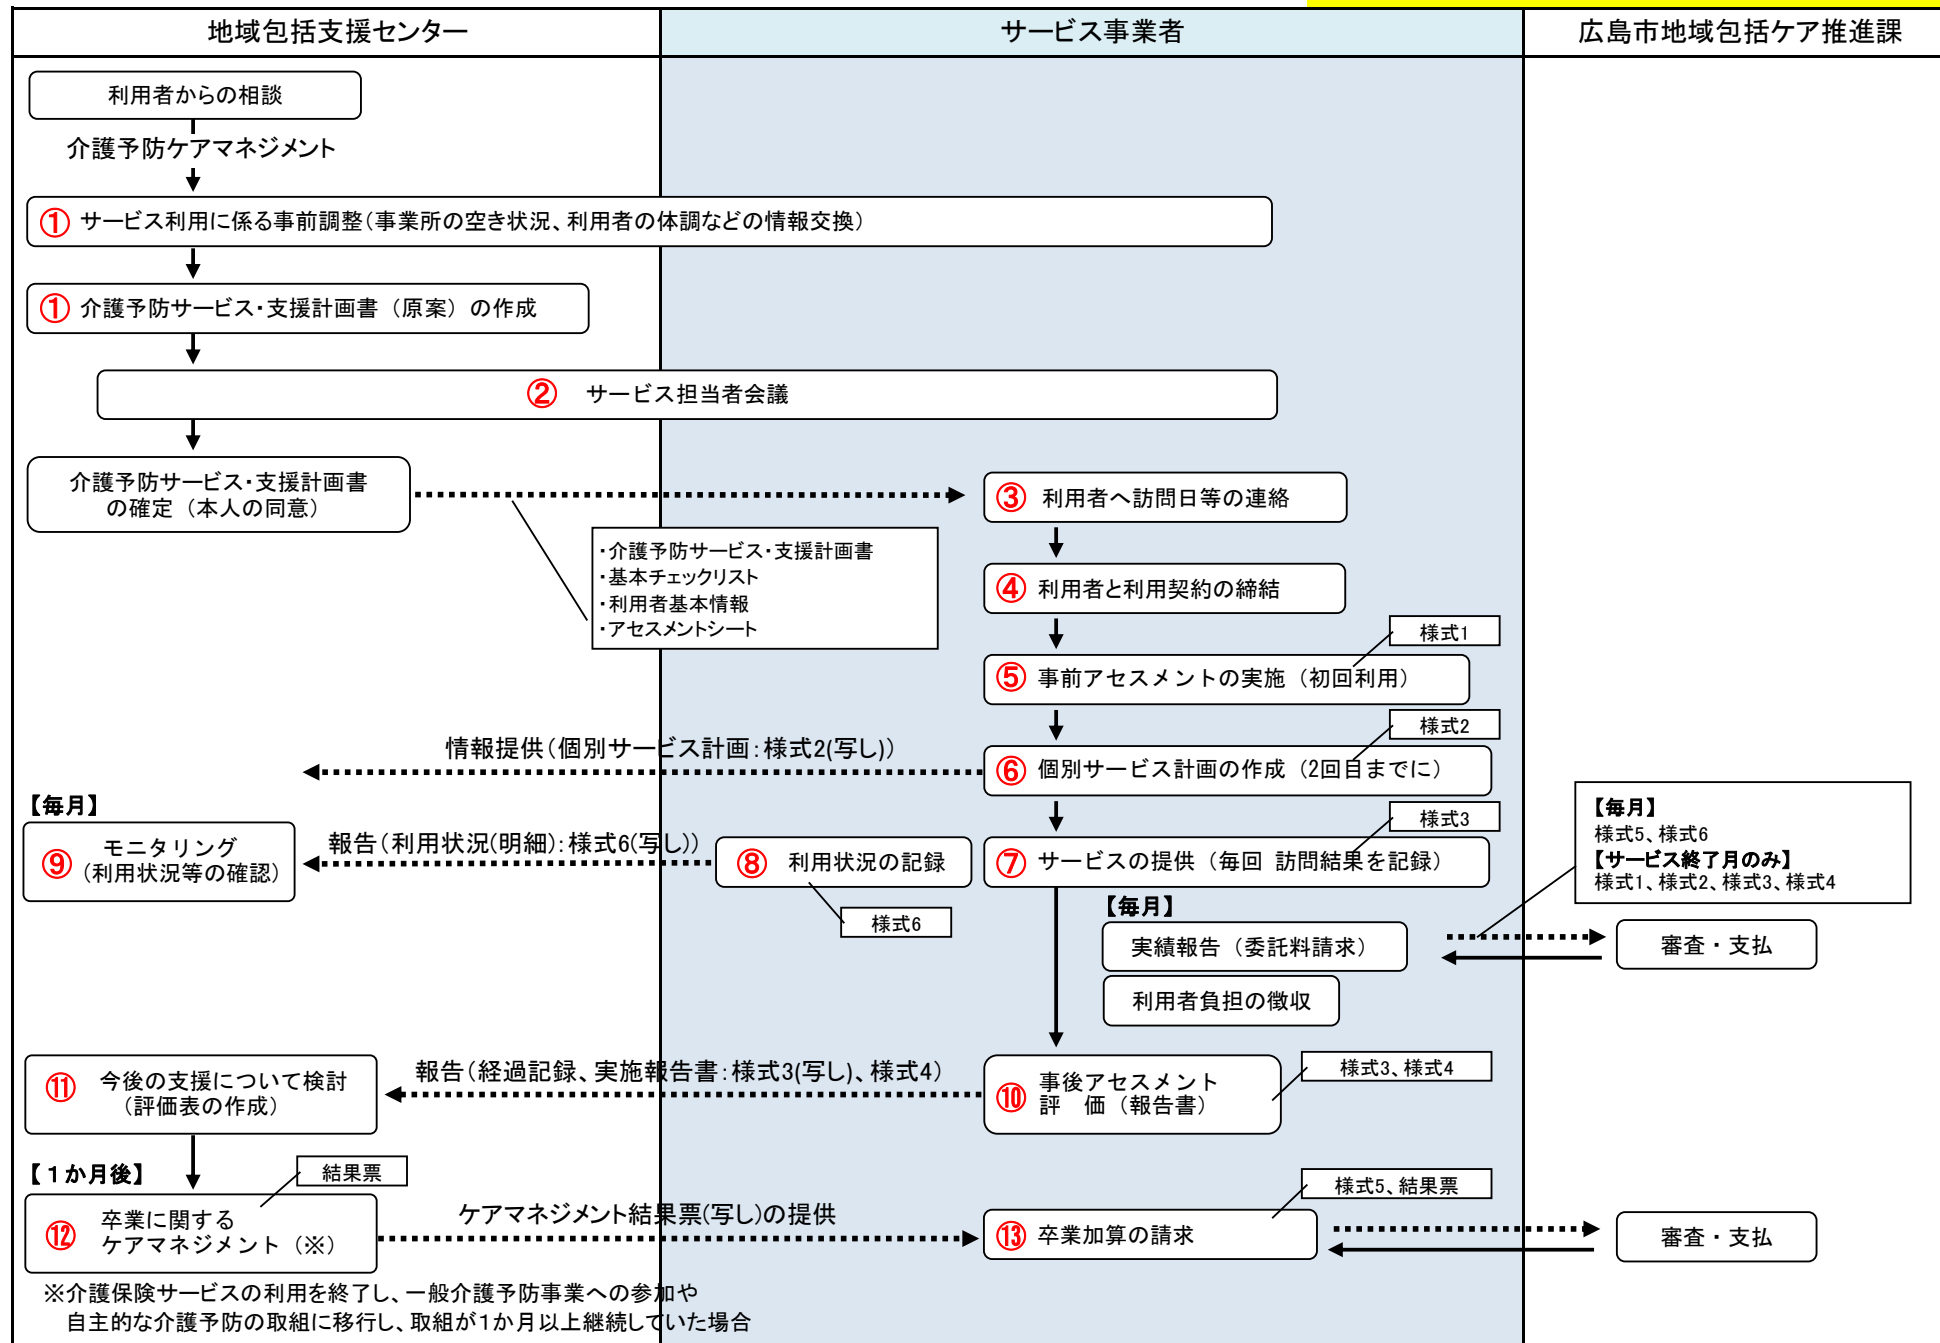 地域包括支援センター
サービス事業者
広島市地域包括ケア推進課
利用者からの相談
介護予防ケアマネジメント
① サービス利用に係る事前調整（事業所の空き状況、利用者の体調などの情報交換）
① 介護予防サービス・支援計画書（原案）の作成
② サービス担当者会議
介護予防サービス・支援計画書
の確定（本人の同意）
・介護予防サービス・支援計画書
・基本チェックリスト
・利用者基本情報
・アセスメントシート
③ 利用者へ訪問日等の連絡
④ 利用者と利用契約の締結
様式1
⑤ 事前アセスメントの実施（初回利用）
様式2
情報提供（個別サービス計画：様式2(写し)）
⑥ 個別サービス計画の作成（2回目までに）
様式3
⑦ サービスの提供（毎回 訪問結果を記録）
⑧ 利用状況の記録
様式6
報告（利用状況(明細)：様式6(写し)）
【毎月】
⑨ モニタリング
（利用状況等の確認）
【毎月】
実績報告（委託料請求）
利用者負担の徴収
【毎月】
様式5、様式6
【サービス終了月のみ】
様式1、様式2、様式3、様式4
審査・支払
様式3、様式4
⑩ 事後アセスメント
評　価（報告書）
報告（経過記録、実施報告書：様式3(写し)、様式4）
⑪ 今後の支援について検討
（評価表の作成）
【１か月後】
結果票
⑫ 卒業に関する
ケアマネジメント（※）
ケアマネジメント結果票(写し)の提供
様式5、結果票
⑬ 卒業加算の請求
審査・支払
※介護保険サービスの利用を終了し、一般介護予防事業への参加や
自主的な介護予防の取組に移行し、取組が1か月以上継続していた場合